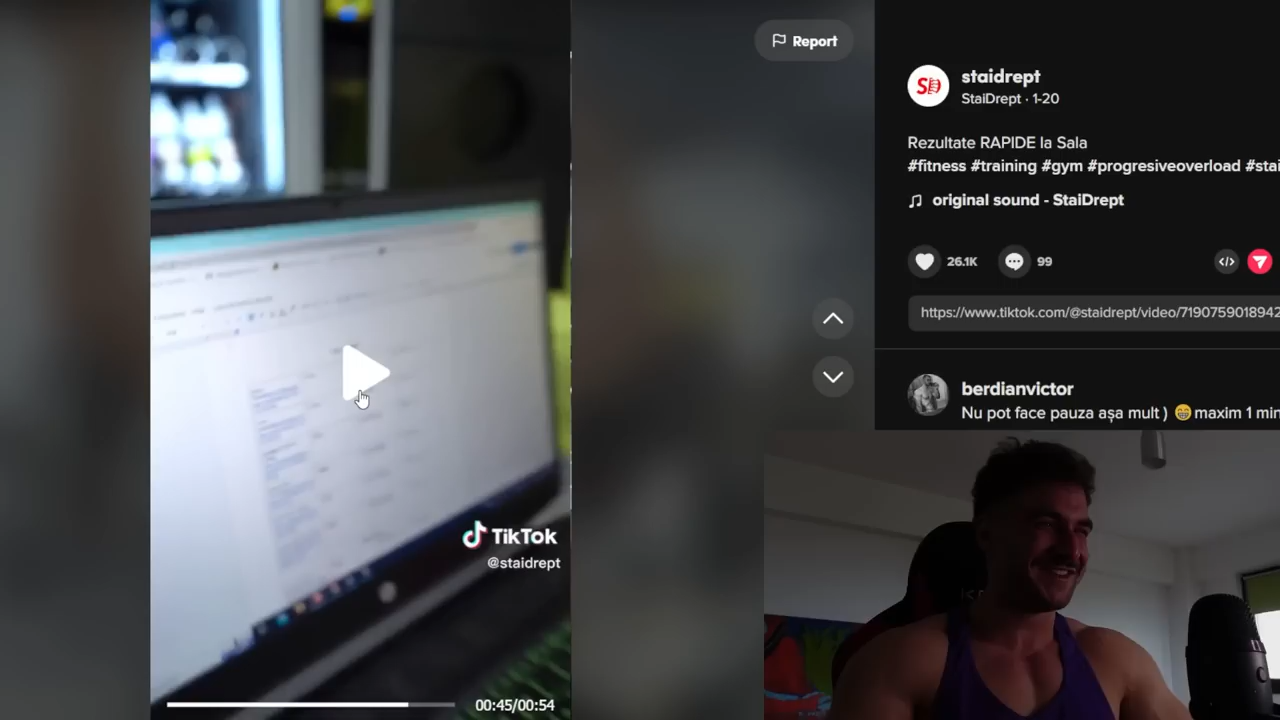 Report
staidrept
StaiDrept · 1-20
Rezultate RAPIDE la Sala
#fitness #training #gym #progresiveoverload #stai
original sound - StaiDrept
26.1K
99
https://www.tiktok.com/@staidrept/video/7190759018942
berdianvictor
Nu pot face pauza așa mult ) 😁 maxim 1 min
TikTok
@staidrept
00:45/00:54